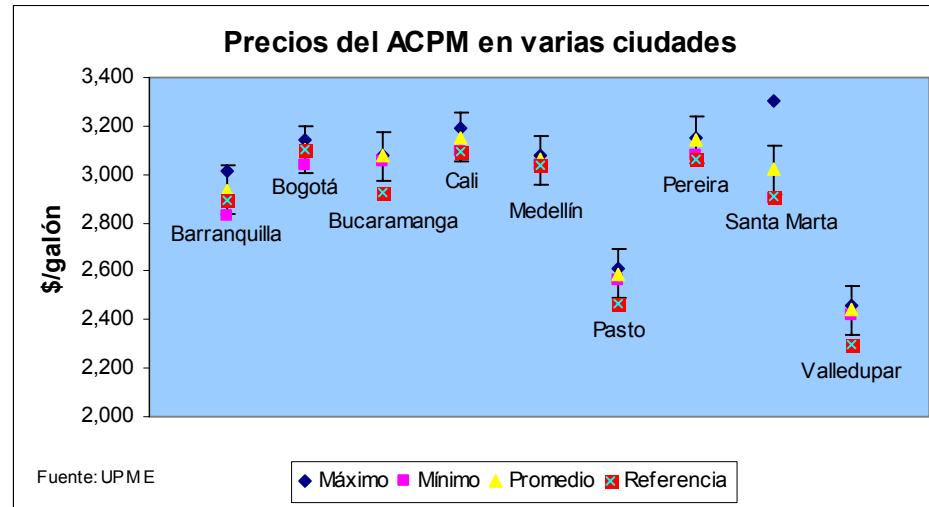 Precios del ACPM en varias ciudades
3,400
3,200
3,000
2,800
2,600
2,400
2,200
2,000
$/galón
Barranquilla
Bogotá
Bucaramanga
Cali
Medellín
Pasto
Pereira
Santa Marta
Valledupar
Fuente: UPME
Máximo Mínimo Promedio Referencia